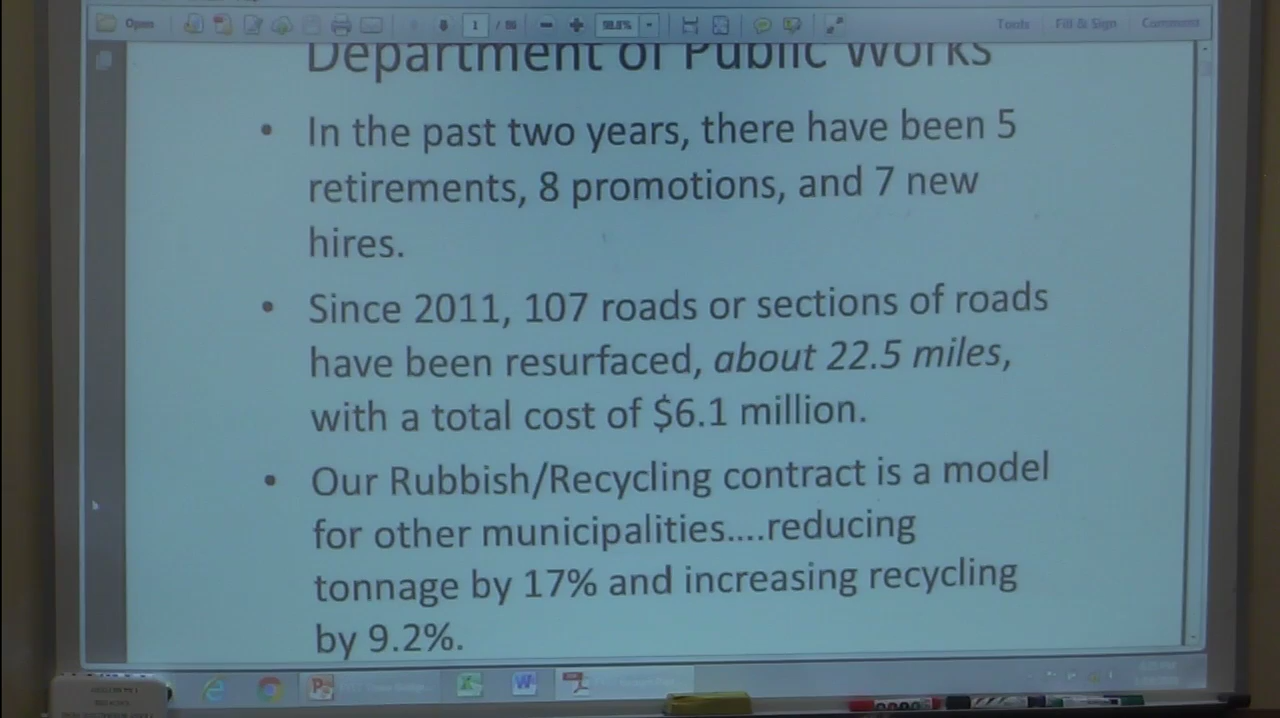 Open
1
Tools Fill & Sign Comment
Department of Public Works
• In the past two years, there have been 5
retirements, 8 promotions, and 7 new
hires.
• Since 2011, 107 roads or sections of roads
have been resurfaced, about 22.5 miles,
with a total cost of $6.1 million.
• Our Rubbish/Recycling contract is a model
for other municipalities....reducing
tonnage by 17% and increasing recycling
by 9.2%.